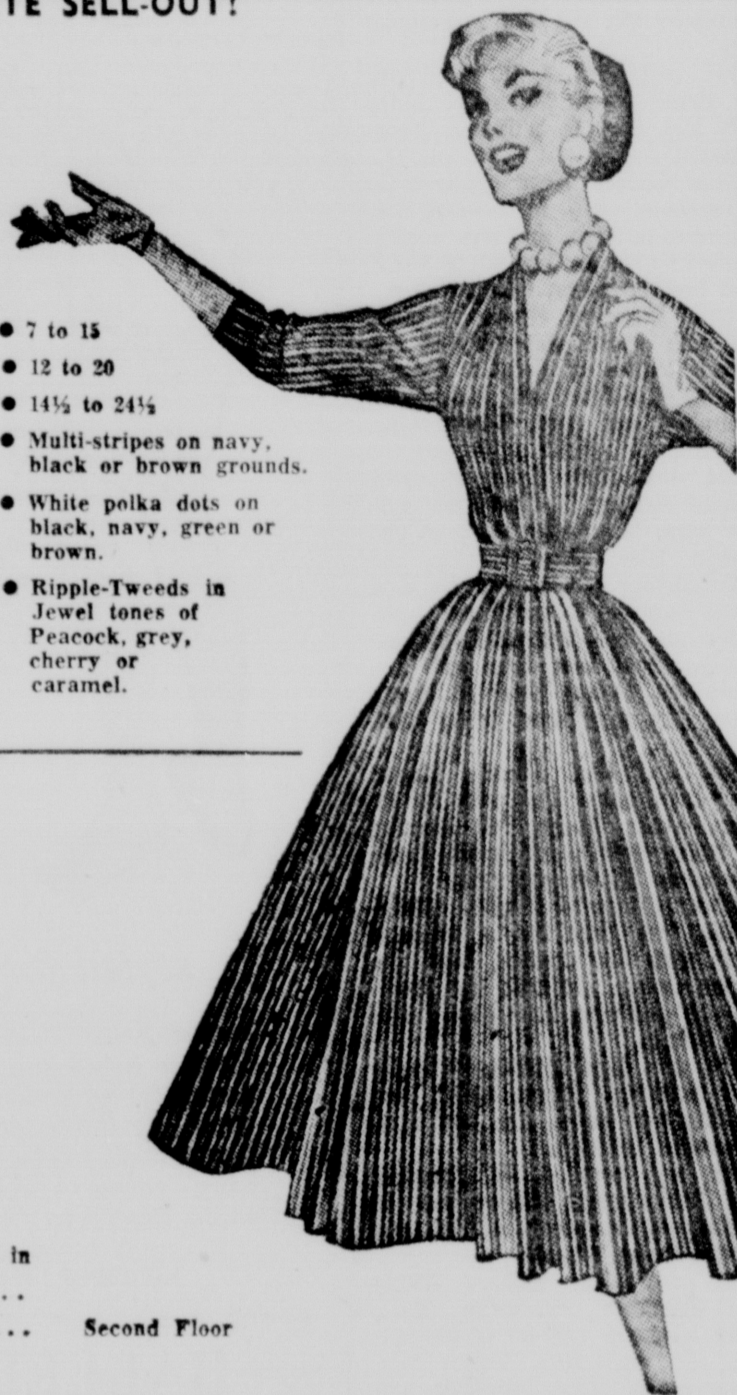 TE SELL-OUT!
● 7 to 15
● 12 to 20
● 14½ to 24½
● Multi-stripes on navy,
black or brown grounds.
● White polka dots on
black, navy, green or
brown.
● Ripple-Tweeds in
Jewel tones of
Peacock, grey,
cherry or
caramel.
in
..
.. Second Floor